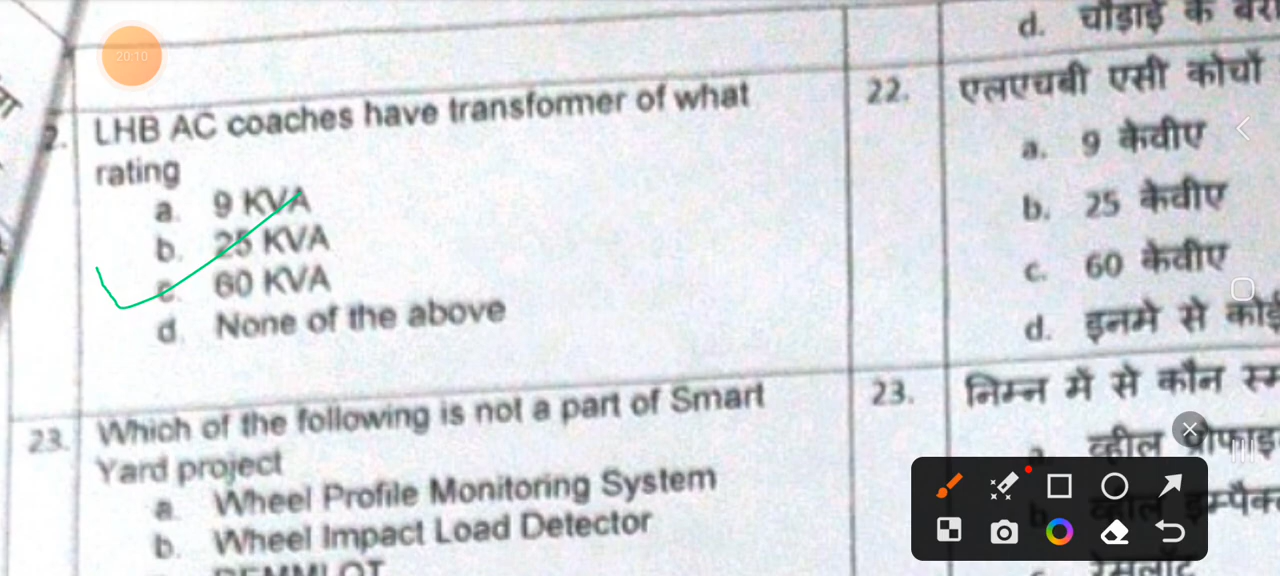 20:10
d. चौड़ाई के
2. LHB AC coaches have transformer of what
rating
a. 9 KVA
b. 25 KVA
c. 60 KVA
d. None of the above
22. एलएचबी एसी कोचों
a. 9 केवीए
b. 25 केवीए
c. 60 केवीए
d. इनमे से कोई
23. Which of the following is not a part of Smart
Yard project
a. Wheel Profile Monitoring System
b. Wheel Impact Load Detector
23. निम्न में से कौन
व्हील